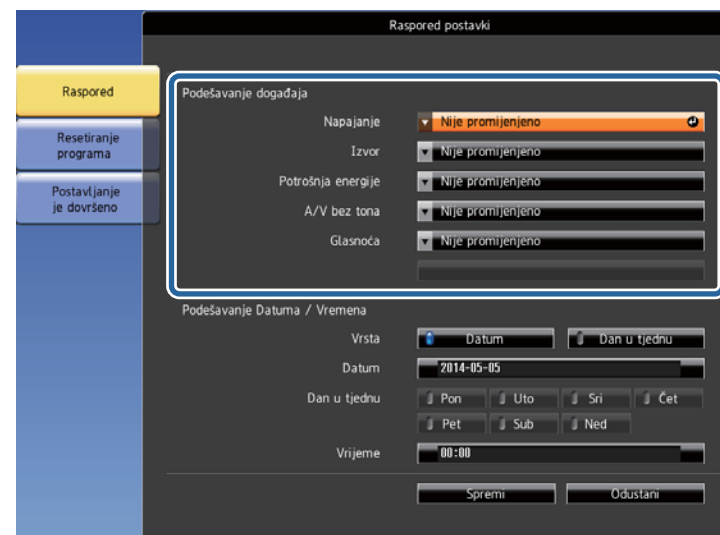 Raspored postavki
Raspored
Resetiranje
programa
Postavljanje
je dovršeno
Podešavanje događaja
Napajanje Nije promijenjeno
Izvor Nije promijenjeno
Potrošnja energije Nije promijenjeno
A/V bez tona Nije promijenjeno
Glasnoća Nije promijenjeno
Podešavanje Datuma / Vremena
Vrsta Datum Dan u tjednu
Datum 2014-05-05
Dan u tjednu Pon Uto Sri Čet
Pet Sub Ned
Vrijeme 00:00
Spremi Odustani